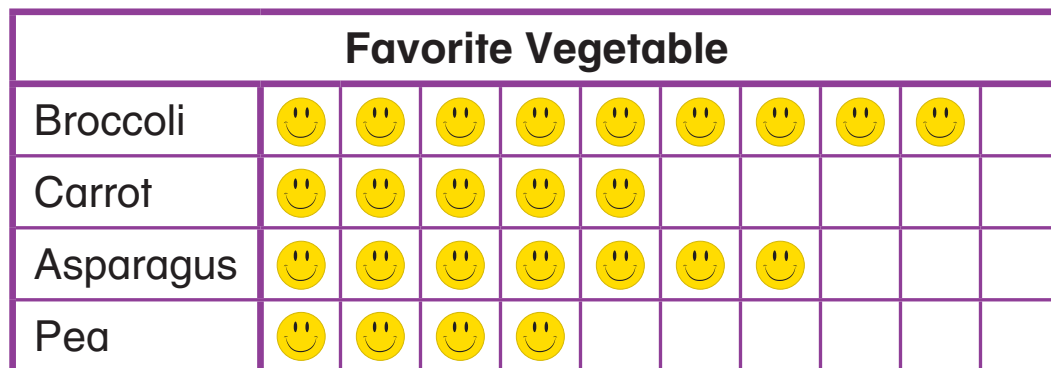 Favorite Vegetable
Broccoli
Carrot
Asparagus
Pea